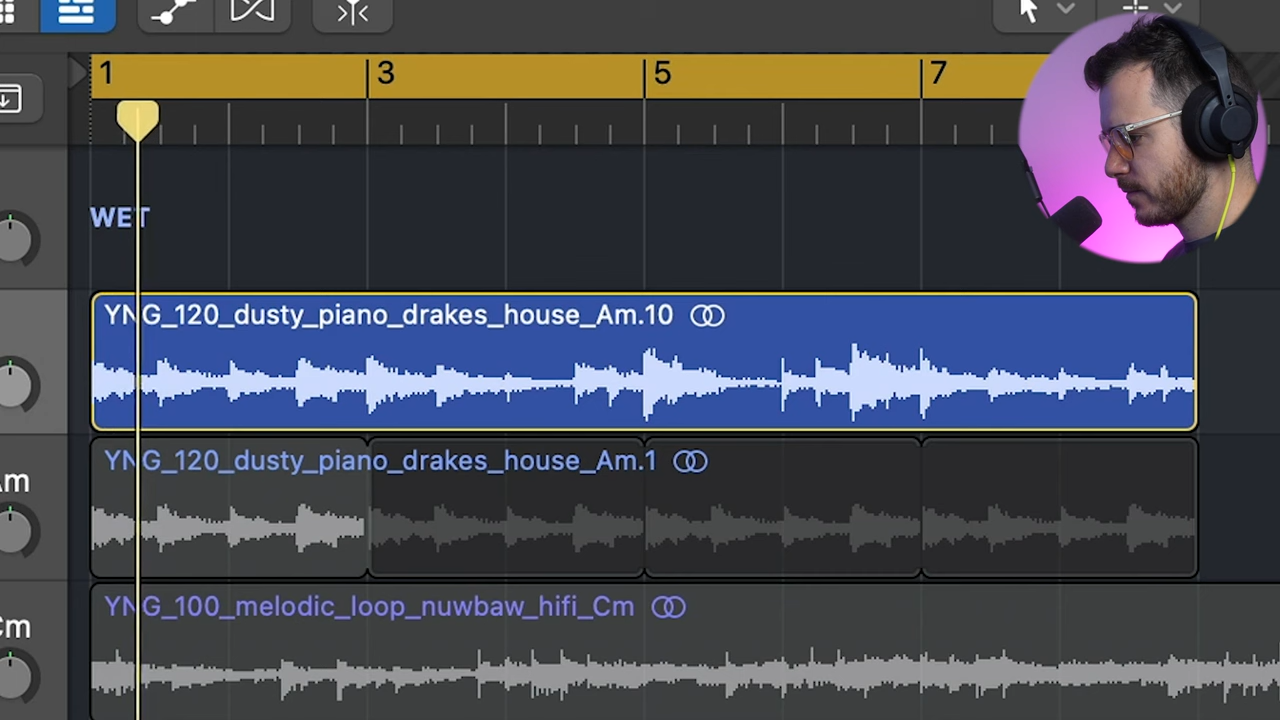 1 3 5 7
WET
YNG_120_dusty_piano_drakes_house_Am.10
YNG_120_dusty_piano_drakes_house_Am.1
Am
YNG_100_melodic_loop_nuwbaw_hifi_Cm
Cm